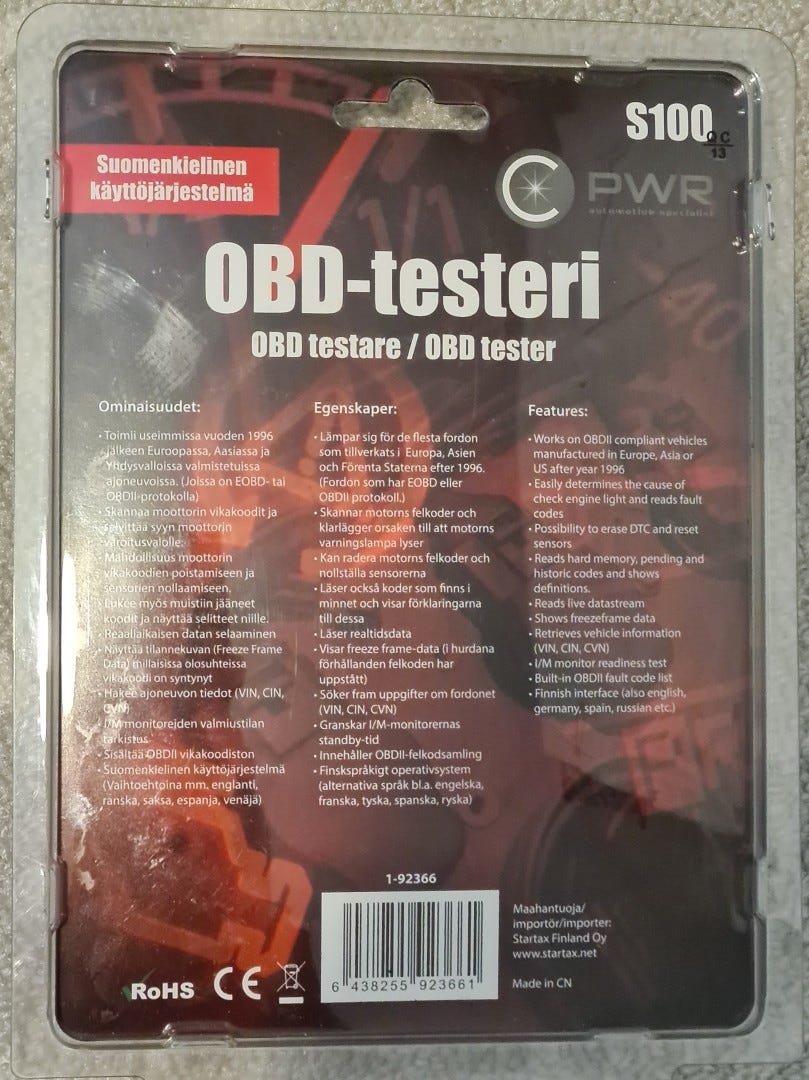 S100
QC
13
Suomenkielinen
käyttöjärjestelmä
C PWR
automotive specialist
OBD-testeri
OBD testare / OBD tester
Ominaisuudet:
• Toimii useimmissa vuoden 1996
jälkeen Euroopassa, Aasiassa ja
Yhdysvalloissa valmistetuissa
ajoneuvoissa. (Joissa on EOBD- tai
OBDII-protokolla)
• Skannaa moottorin vikakoodit ja
selvittää syyn moottorin
varoitusvalolle.
• Mahdollisuus moottorin
vikakoodien poistamiseen ja
sensorien nollaamiseen.
• Lukee myös muistiin jääneet
koodit ja näyttää selitteet niille.
• Reaaliaikaisen datan selaaminen
• Näyttää tilannekuvan (Freeze Frame
Data) millaisissa olosuhteissa
vikakoodi on syntynyt
• Hakee ajoneuvon tiedot (VIN, CIN,
CVN)
• I/M monitoreiden valmiustilan
tarkistus
• Sisältää OBDII vikakoodiston
• Suomenkielinen käyttöjärjestelmä
(Vaihtoehtoina mm. englanti,
ranska, saksa, espanja, venäjä)
Egenskaper:
• Lämpar sig för de flesta fordon
som tillverkats i Europa, Asien
och Förenta Staterna efter 1996.
(Fordon som har EOBD eller
OBDII protokoll.)
• Skannar motorns felkoder och
klarlägger orsaken till att motorns
varningslampa lyser
• Kan radera motorns felkoder och
nollställa sensorerna
• Läser också koder som finns i
minnet och visar förklaringarna
till dessa
• Läser realtidsdata
• Visar freeze frame-data (i hurdana
förhållanden felkoden har
uppstått)
• Söker fram uppgifter om fordonet
(VIN, CIN, CVN)
• Granskar I/M-monitorernas
standby-tid
• Innehåller OBDII-felkodsamling
• Finskspråkigt operativsystem
(alternativa språk bl.a. engelska,
franska, tyska, spanska, ryska)
Features:
• Works on OBDII compliant vehicles
manufactured in Europe, Asia or
US after year 1996
• Easily determines the cause of
check engine light and reads fault
codes
• Possibility to erase DTC and reset
sensors
• Reads hard memory, pending and
historic codes and shows
definitions.
• Reads live datastream
• Shows freezeframe data
• Retrieves vehicle information
(VIN, CIN, CVN)
• I/M monitor readiness test
• Built-in OBDII fault code list
• Finnish interface (also english,
germany, spain, russian etc.)
1-92366
6 438255 923661
Maahantuoja/
importör/importer:
Startax Finland Oy
www.startax.net
Made in CN
RoHS CE
1/1
40